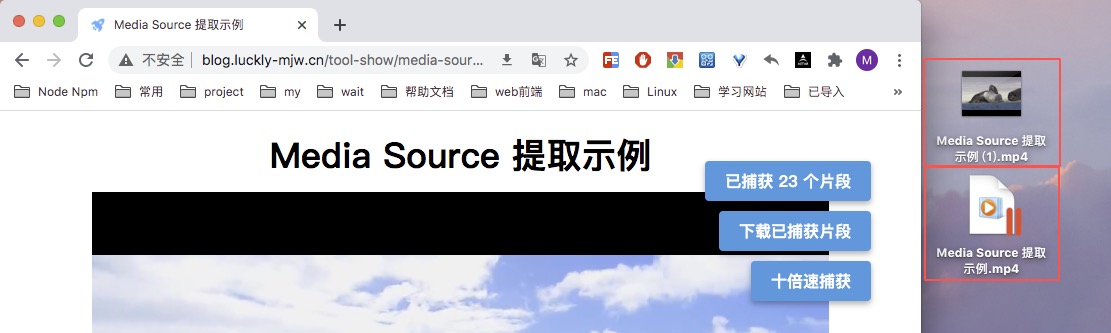 Media Source 提取示例
不安全
blog.luckly-mjw.cn/tool-show/media-sour...
M
Node Npm
常用
project
my
wait
帮助文档
web前端
mac
Linux
学习网站
已导入
»
Media Source 提取示例
已捕获 23 个片段
下载已捕获片段
十倍速捕获
Media Source 提取
示例 (1).mp4
Media Source 提取
示例.mp4